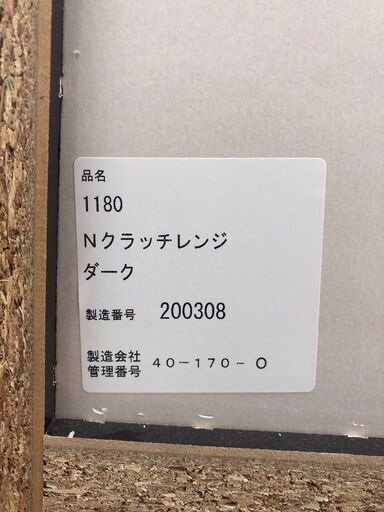 品名
1180
Nクラッチレンジ
ダーク
製造番号 200308
製造会社
管理番号 40-170-O